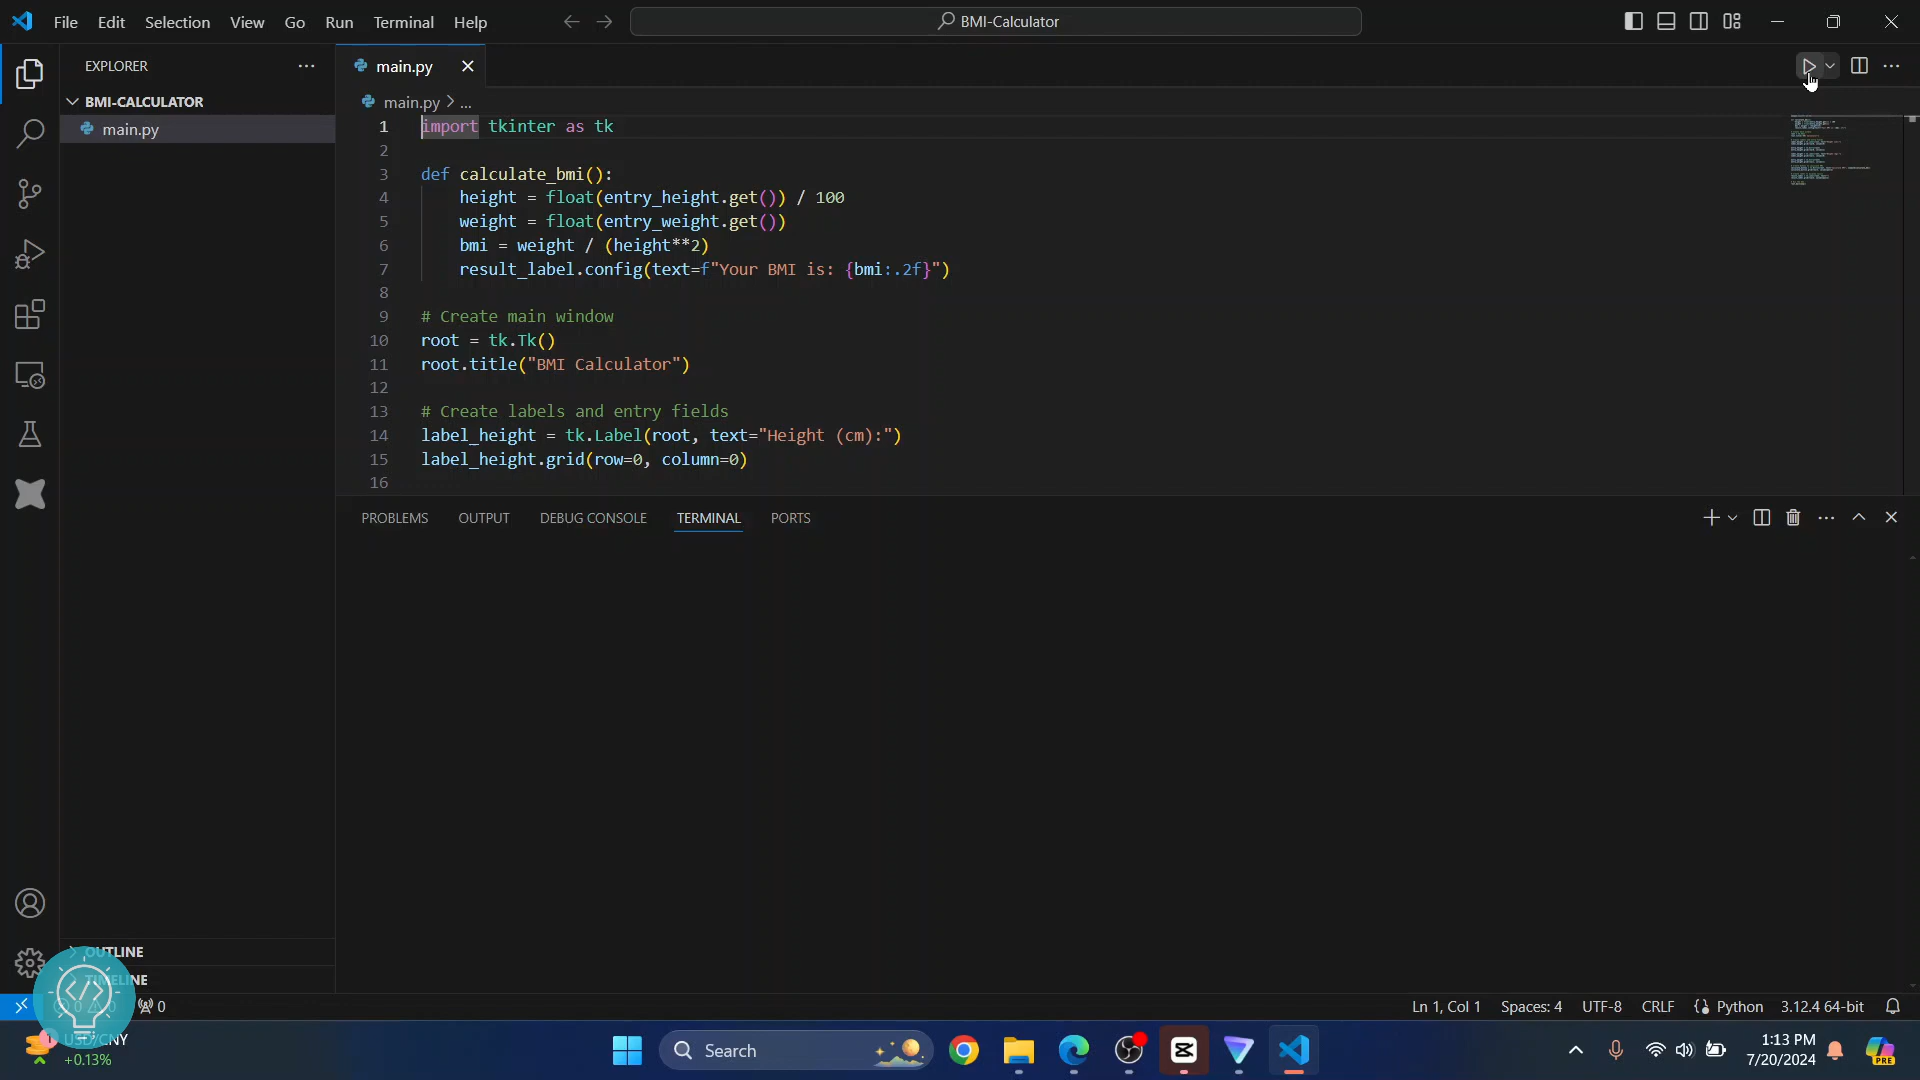 File Edit Selection View Go Run Terminal Help
BMI-Calculator
EXPLORER
BMI-CALCULATOR
main.py
OUTLINE
TIMELINE
main.py
main.py > ...
1 import tkinter as tk
2
3 def calculate_bmi():
4 height = float(entry_height.get()) / 100
5 weight = float(entry_weight.get())
6 bmi = weight / (height**2)
7 result_label.config(text=f"Your BMI is: {bmi:.2f}")
8
9 # Create main window
10 root = tk.Tk()
11 root.title("BMI Calculator")
12
13 # Create labels and entry fields
14 label_height = tk.Label(root, text="Height (cm):")
15 label_height.grid(row=0, column=0)
16
PROBLEMS OUTPUT DEBUG CONSOLE TERMINAL PORTS
0 0 0
Ln 1, Col 1 Spaces: 4 UTF-8 CRLF Python 3.12.4 64-bit
1
USD/CNY
+0.13%
Search
1:13 PM
7/20/2024
PRE